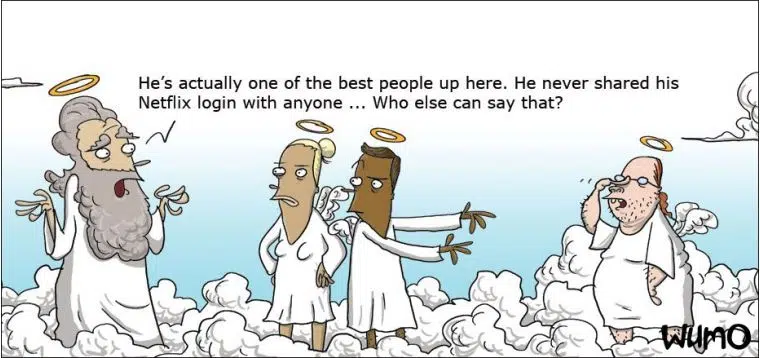 He's actually one of the best people up here. He never shared his
Netflix login with anyone ... Who else can say that?
WUMO